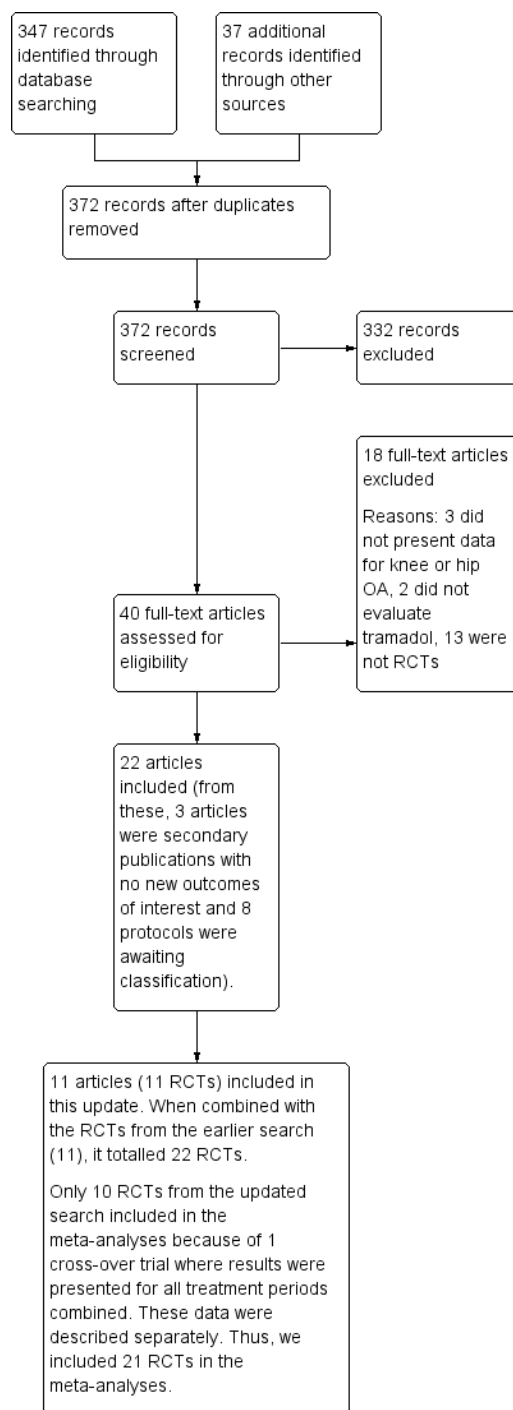 347 records
identified through
database
searching
37 additional
records identified
through other
sources
372 records after duplicates
removed
372 records
screened
332 records
excluded
18 full-text articles
excluded
Reasons: 3 did
not present data
for knee or hip
OA, 2 did not
evaluate
tramadol, 13 were
not RCTs
40 full-text articles
assessed for
eligibility
22 articles
included (from
these, 3 articles
were secondary
publications with
no new outcomes
of interest and 8
protocols were
awaiting
classification).
11 articles (11 RCTs) included in
this update. When combined with
the RCTs from the earlier search
(11), it totalled 22 RCTs.
Only 10 RCTs from the updated
search included in the
meta-analyses because of 1
cross-over trial where results were
presented for all treatment periods
combined. These data were
described separately. Thus, we
included 21 RCTs in the
meta-analyses.